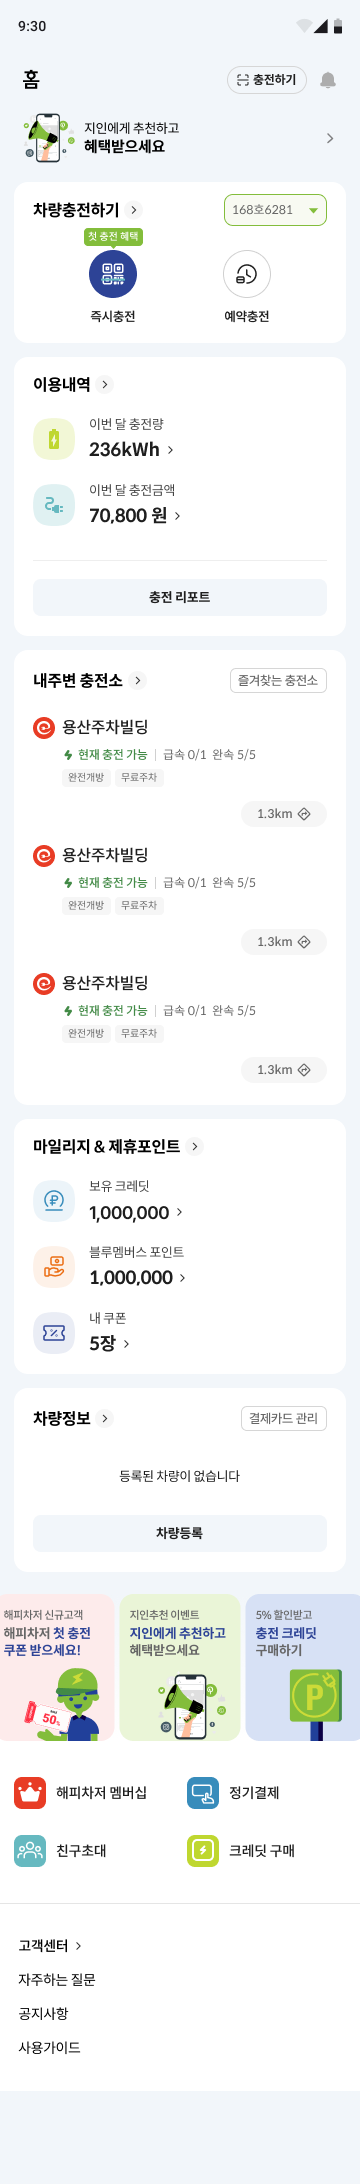 9:30
홈
충전하기
지인에게 추천하고
혜택받으세요
차량충전하기
168호6281
첫 충전 혜택
즉시충전
예약충전
이용내역
이번 달 충전량
236kWh
이번 달 충전금액
70,800 원
충전 리포트
내주변 충전소
즐겨찾는 충전소
용산주차빌딩
현재 충전 가능
급속 0/1 완속 5/5
완전개방
무료주차
1.3km
용산주차빌딩
현재 충전 가능
급속 0/1 완속 5/5
완전개방
무료주차
1.3km
용산주차빌딩
현재 충전 가능
급속 0/1 완속 5/5
완전개방
무료주차
1.3km
마일리지 & 제휴포인트
보유 크레딧
1,000,000
블루멤버스 포인트
1,000,000
내 쿠폰
5장
차량정보
결제카드 관리
등록된 차량이 없습니다
차량등록
해피차저 신규고객
해피차저 첫 충전
쿠폰 받으세요!
50%
지인추천 이벤트
지인에게 추천하고
혜택받으세요
5% 할인받고
충전 크레딧
구매하기
P
해피차저 멤버십
정기결제
친구초대
크레딧 구매
고객센터
자주하는 질문
공지사항
사용가이드